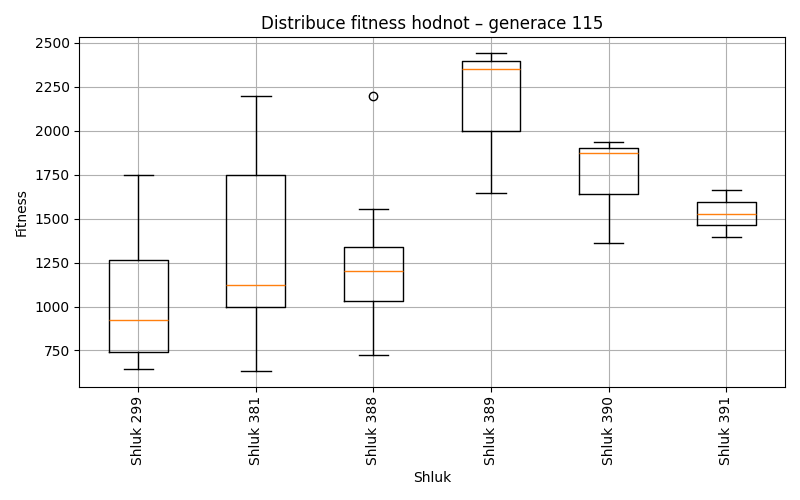 Distribuce fitness hodnot – generace 115
2500
2250
2000
1750
1500
1250
1000
750
Fitness
Shluk 299
Shluk 381
Shluk 388
Shluk 389
Shluk 390
Shluk 391
Shluk